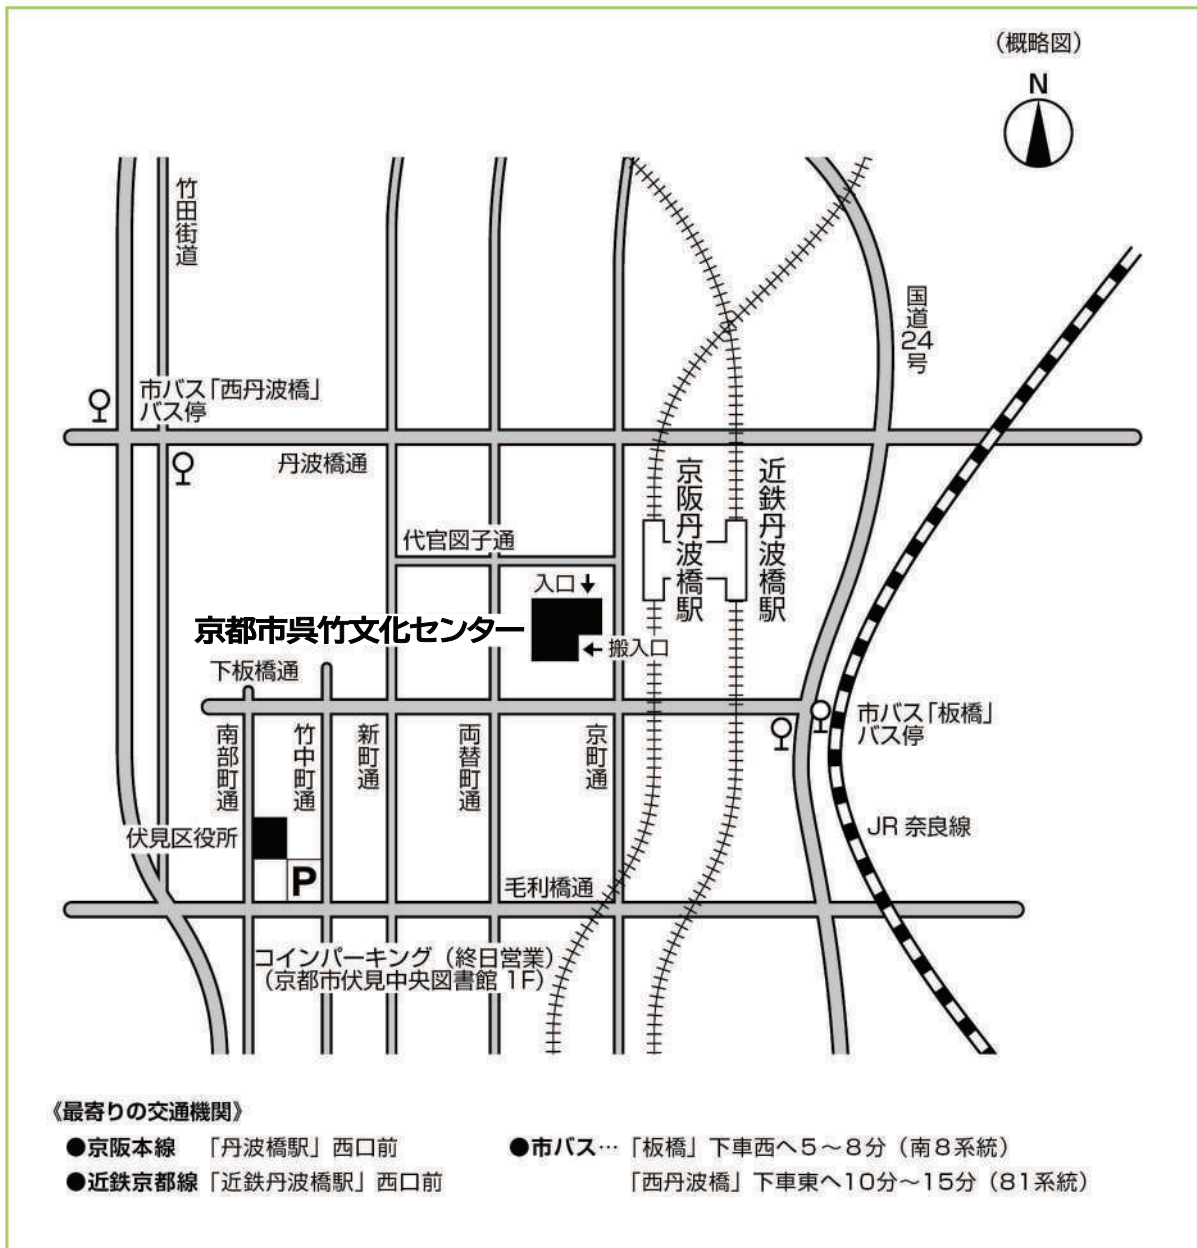 （概略図）
N
竹田街道
国道24号
市バス「西丹波橋」
バス停
丹波橋通
京阪丹波橋駅
近鉄丹波橋駅
代官図子通
入口↓
京都市呉竹文化センター
←搬入口
下板橋通
南部町通
竹中町通
新町通
両替町通
京町通
市バス「板橋」
バス停
伏見区役所
JR 奈良線
P
毛利橋通
コインパーキング（終日営業）
（京都市伏見中央図書館 1F）
《最寄りの交通機関》
●京阪本線 「丹波橋駅」西口前
●近鉄京都線「近鉄丹波橋駅」西口前
●市バス…「板橋」下車西へ5～8分（南8系統）
「西丹波橋」下車東へ10分～15分（81系統）